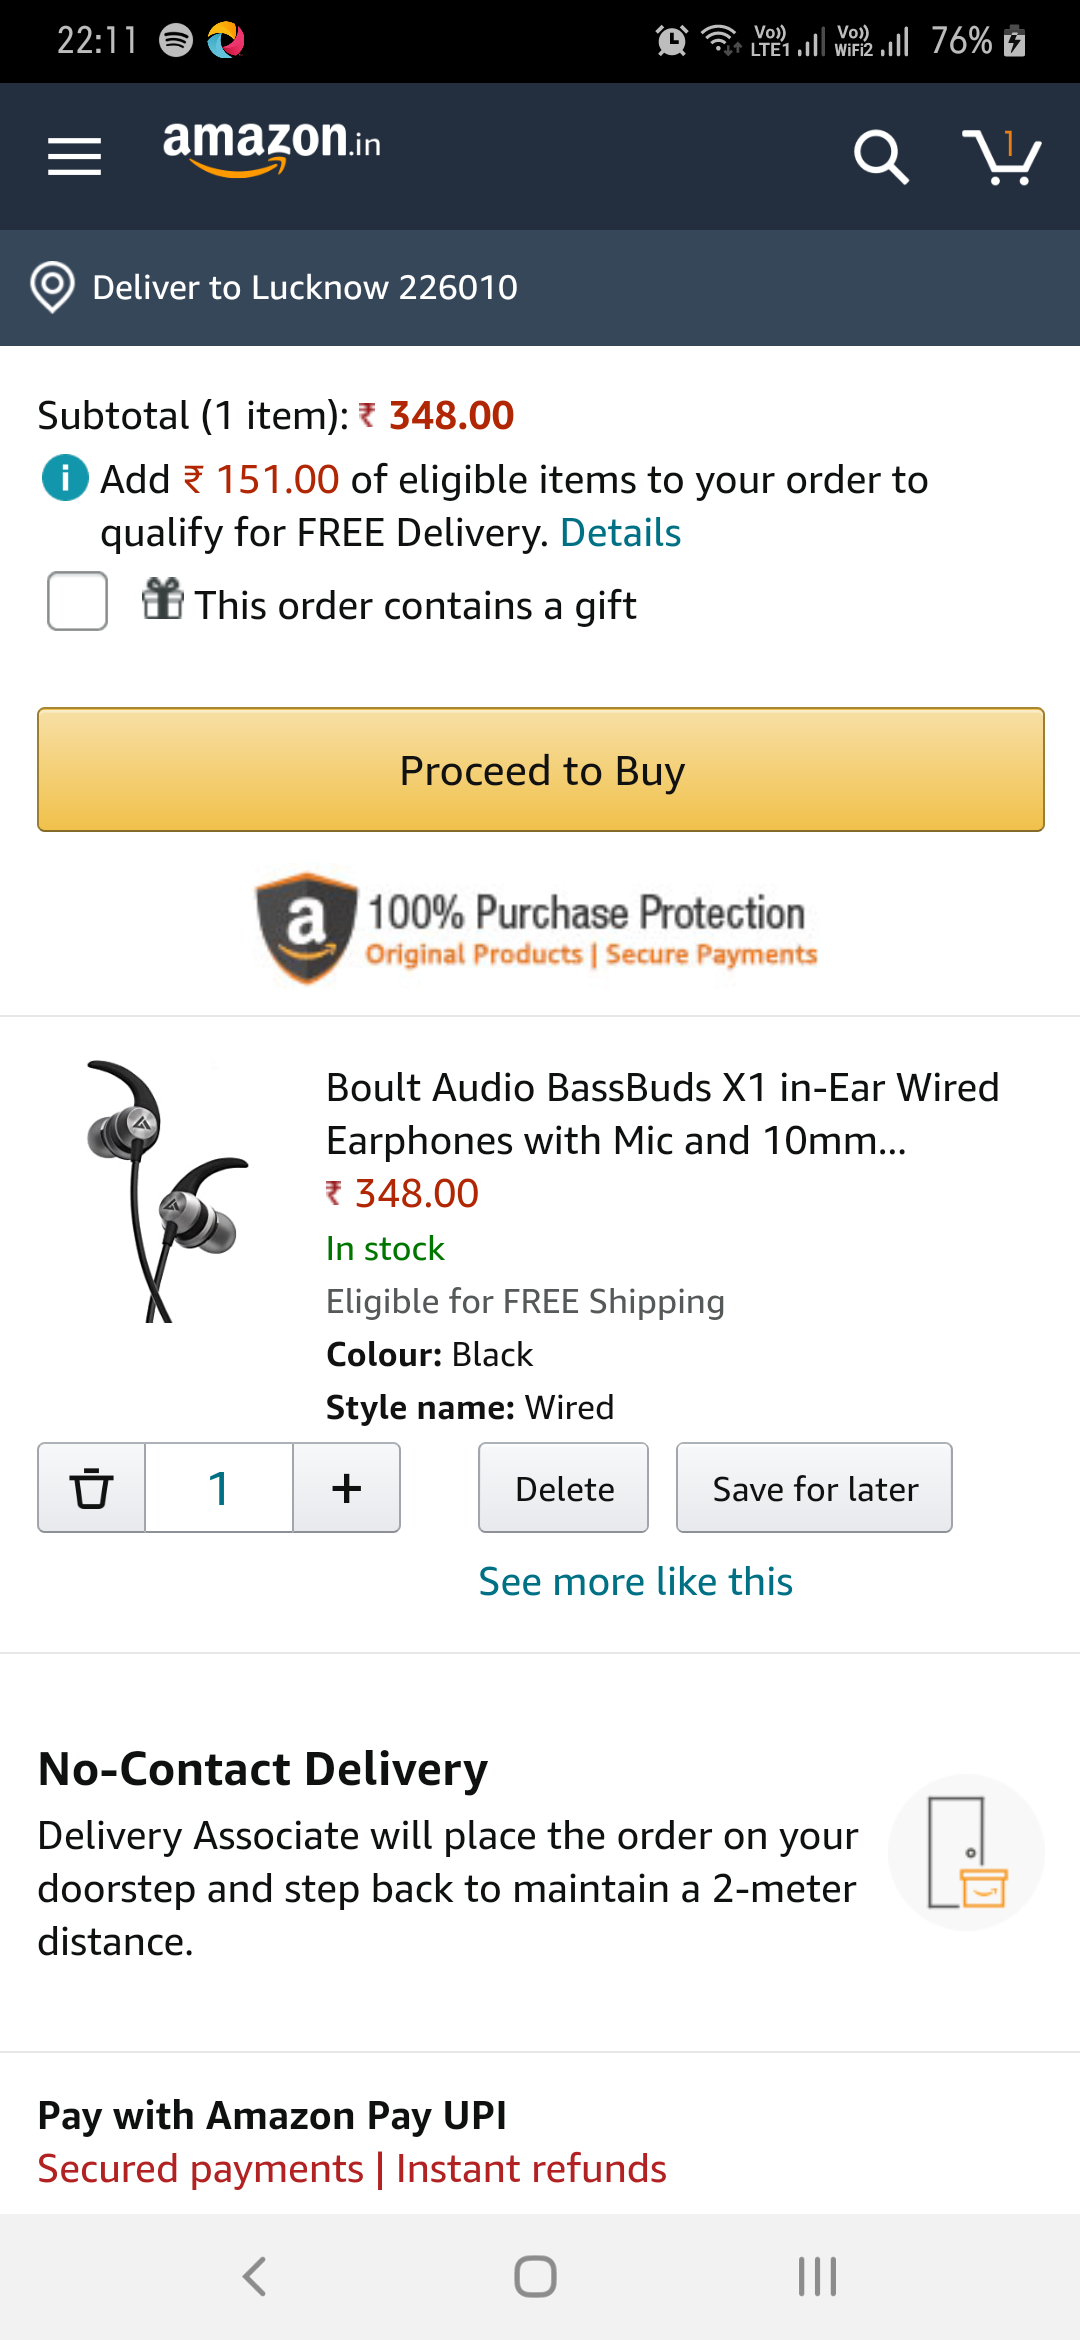 22:11
Vo)) LTE1
Vo)) WiFi2
76%
amazon.in
1
Deliver to Lucknow 226010
Subtotal (1 item): ₹ 348.00
i Add ₹ 151.00 of eligible items to your order to
qualify for FREE Delivery. Details
This order contains a gift
Proceed to Buy
a 100% Purchase Protection
Original Products | Secure Payments
Boult Audio BassBuds X1 in-Ear Wired
Earphones with Mic and 10mm...
₹ 348.00
In stock
Eligible for FREE Shipping
Colour: Black
Style name: Wired
1 +
Delete
Save for later
See more like this
No-Contact Delivery
Delivery Associate will place the order on your
doorstep and step back to maintain a 2-meter
distance.
Pay with Amazon Pay UPI
Secured payments | Instant refunds